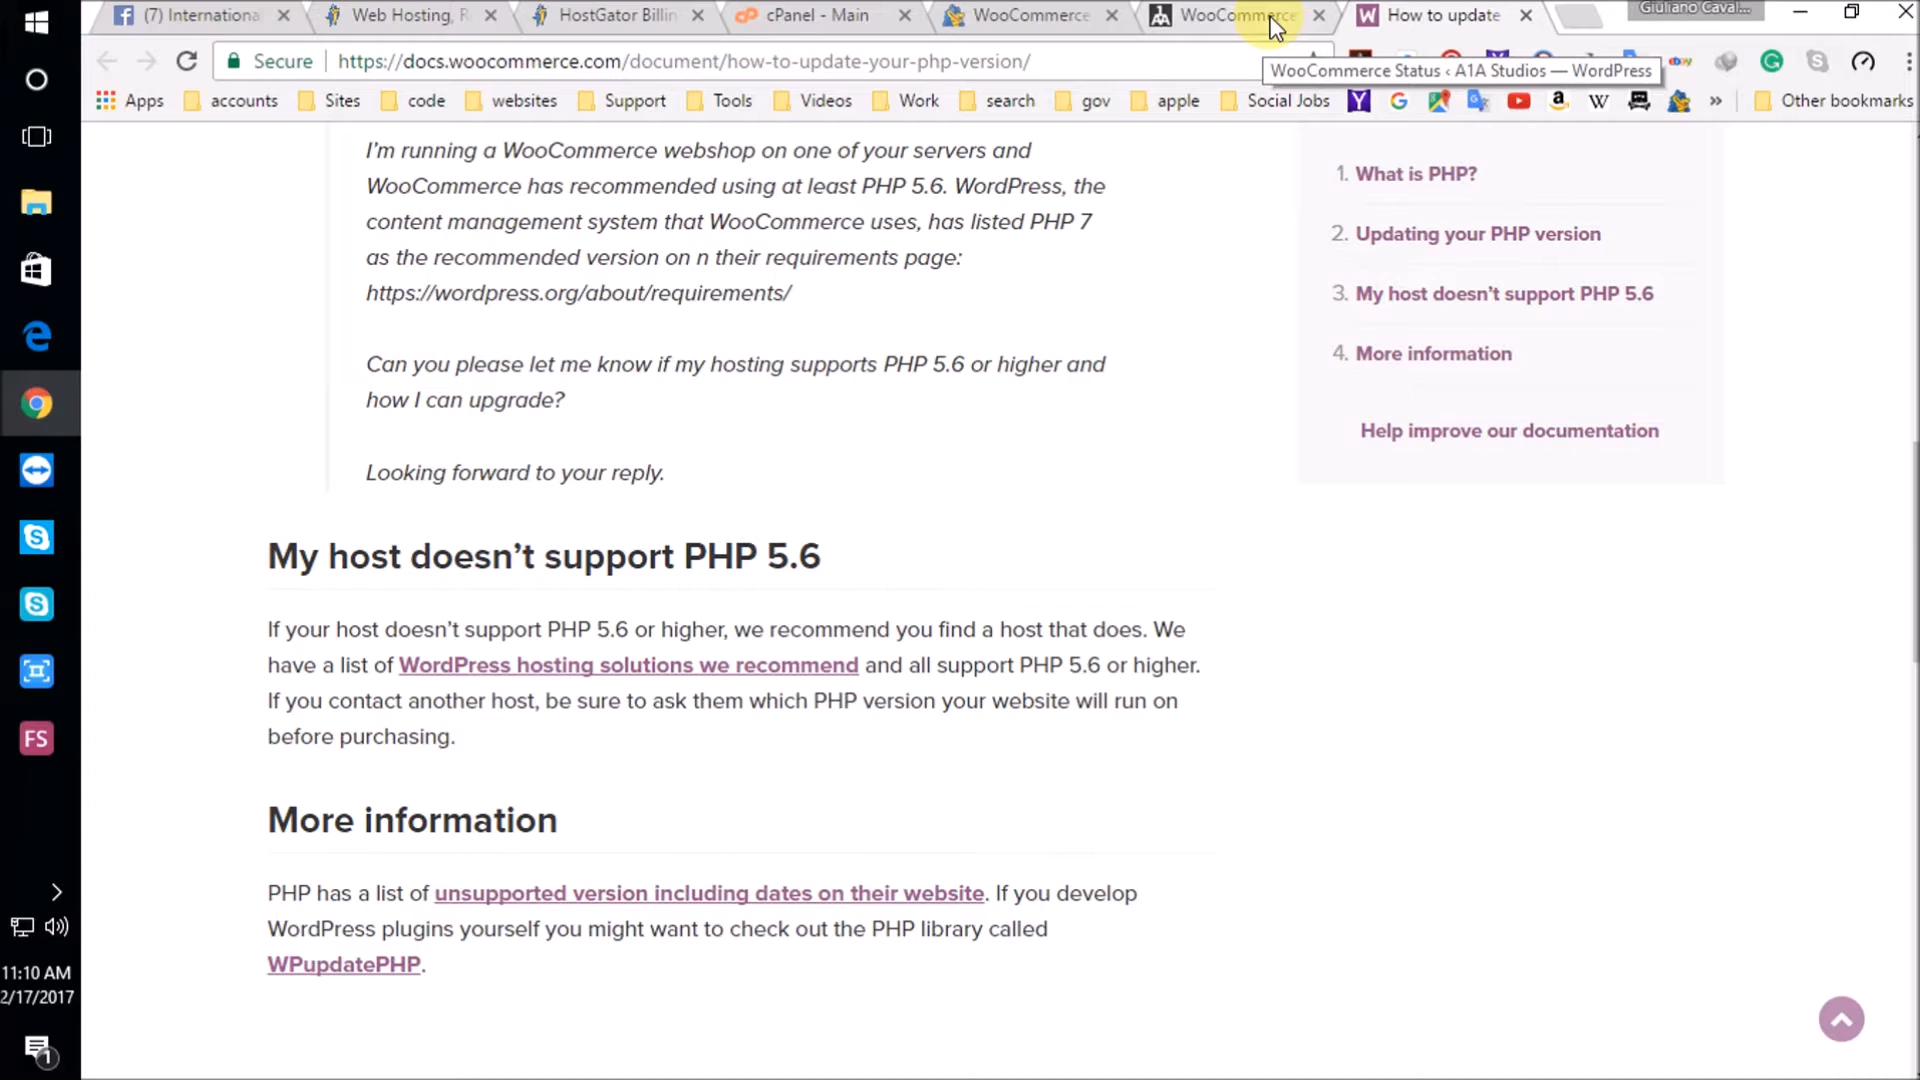 (7) Internationa
Web Hosting, R
HostGator Billin
cPanel - Main
WooCommerce
WooCommerce
How to update
Giuliano Caval...
Secure
https://docs.woocommerce.com/document/how-to-update-your-php-version/
WooCommerce Status ‹ A1A Studios — WordPress
Apps
accounts
Sites
code
websites
Support
Tools
Videos
Work
search
gov
apple
Social Jobs
»
Other bookmarks
I'm running a WooCommerce webshop on one of your servers and
WooCommerce has recommended using at least PHP 5.6. WordPress, the
content management system that WooCommerce uses, has listed PHP 7
as the recommended version on n their requirements page:
https://wordpress.org/about/requirements/
Can you please let me know if my hosting supports PHP 5.6 or higher and
how I can upgrade?
Looking forward to your reply.
1. What is PHP?
2. Updating your PHP version
3. My host doesn't support PHP 5.6
4. More information
Help improve our documentation
My host doesn't support PHP 5.6
If your host doesn't support PHP 5.6 or higher, we recommend you find a host that does. We
have a list of WordPress hosting solutions we recommend and all support PHP 5.6 or higher.
If you contact another host, be sure to ask them which PHP version your website will run on
before purchasing.
More information
PHP has a list of unsupported version including dates on their website. If you develop
WordPress plugins yourself you might want to check out the PHP library called
WPupdatePHP.
FS
11:10 AM
2/17/2017
1